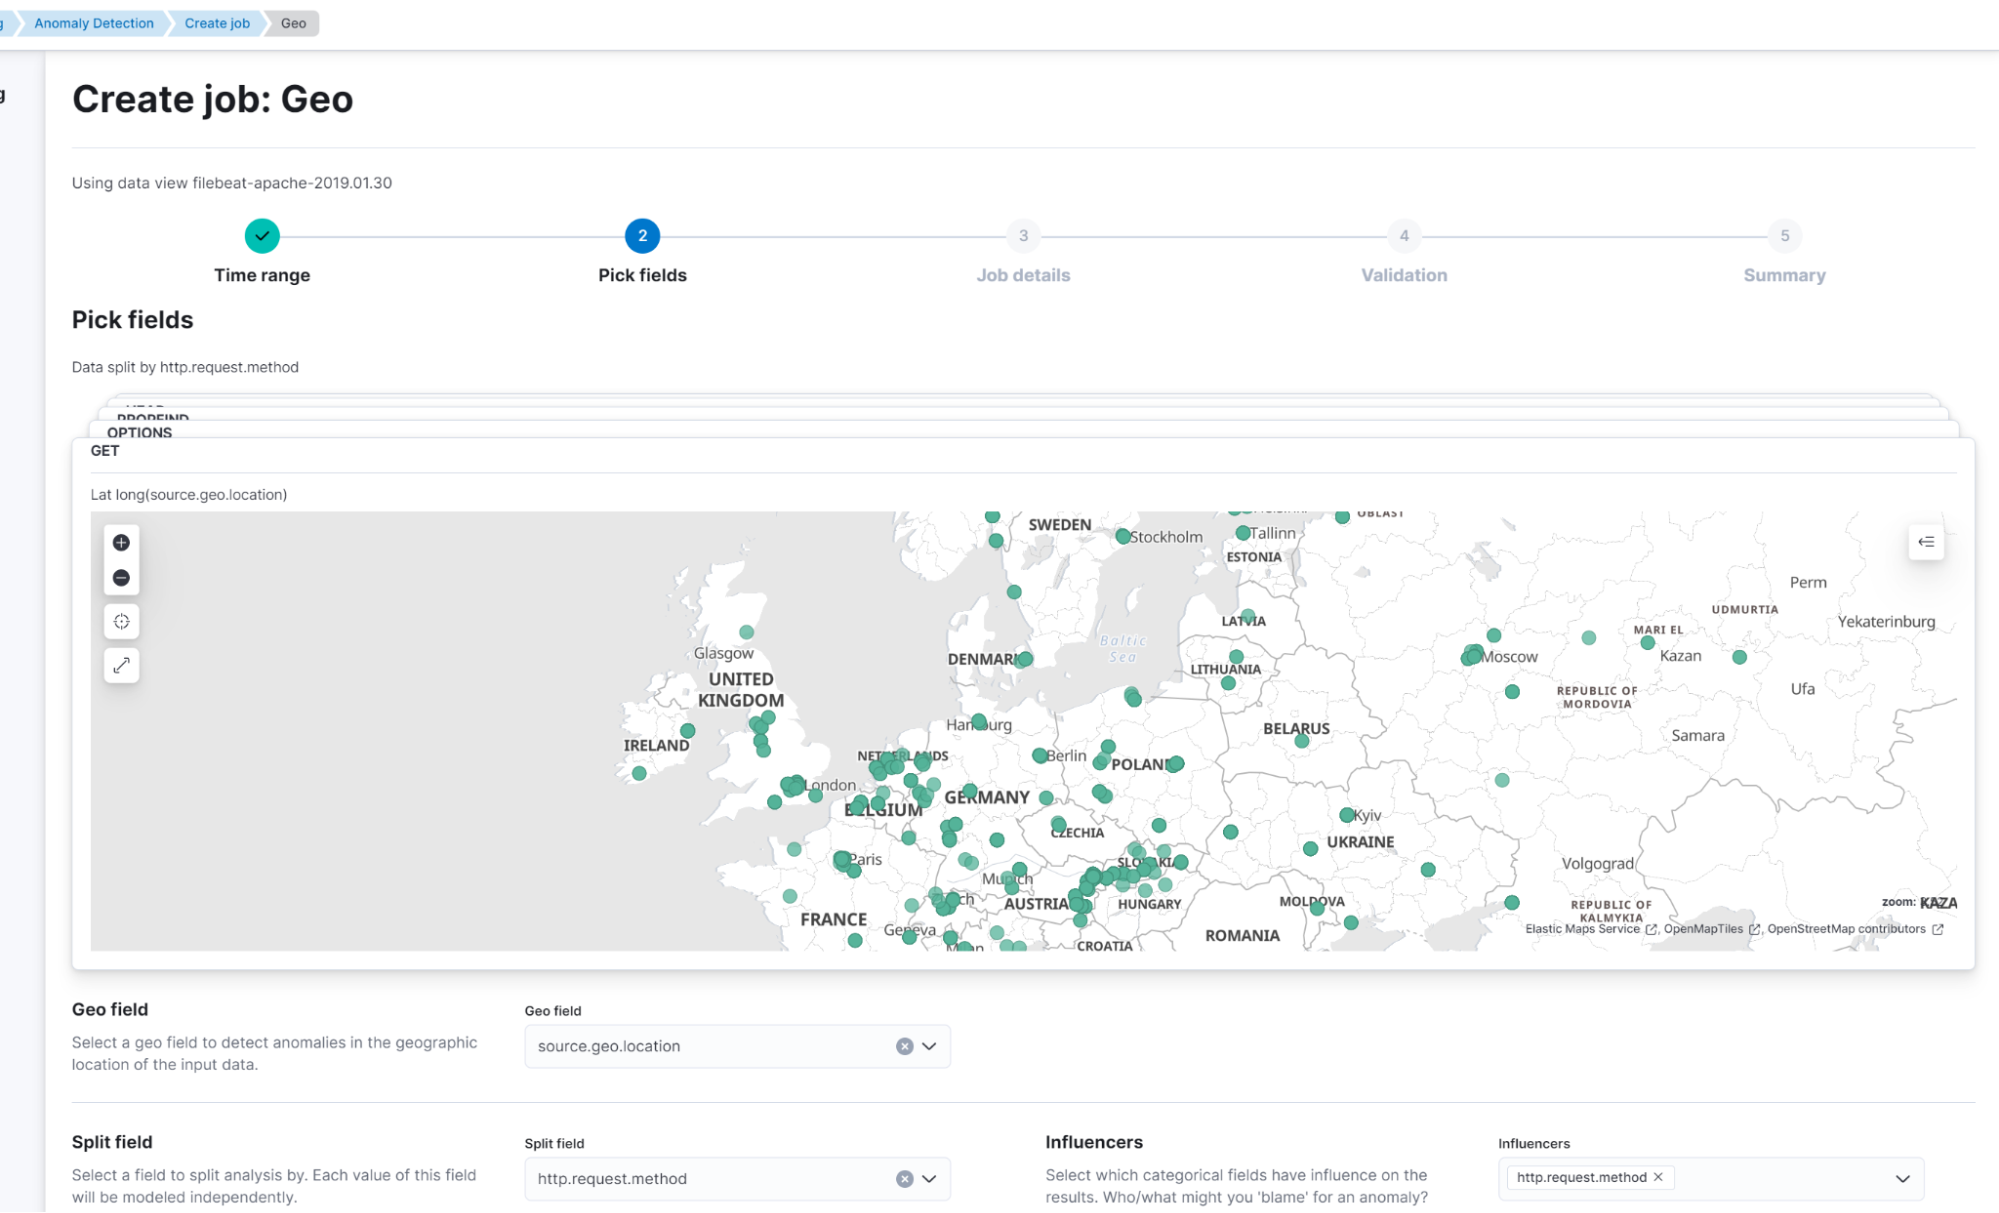 Anomaly Detection
Create job
Geo
Create job: Geo
Using data view filebeat-apache-2019.01.30
2
3
4
5
Time range
Pick fields
Job details
Validation
Summary
Pick fields
Data split by http.request.method
PROPFIND
OPTIONS
GET
Lat long(source.geo.location)
SWEDEN
Stockholm
Tallinn
ESTONIA
OBLAST
Perm
UDMURTIA
Yekaterinburg
LATVIA
MARI EL
Kazan
Baltic
Sea
Glasgow
DENMARK
Moscow
LITHUANIA
UNITED
KINGDOM
REPUBLIC OF
MORDOVIA
Ufa
Hamburg
BELARUS
Samara
IRELAND
NETHERLANDS
Berlin
POLAND
London
GERMANY
BELGIUM
Kyiv
CZECHIA
UKRAINE
Paris
SLOVAKIA
Volgograd
Munich
AUSTRIA
HUNGARY
MOLDOVA
REPUBLIC OF
KALMYKIA
zoom:
FRANCE
Geneva
ROMANIA
CROATIA
Elastic Maps Service , OpenMapTiles , OpenStreetMap contributors
Geo field
Geo field
Select a geo field to detect anomalies in the geographic
location of the input data.
source.geo.location
Split field
Split field
Select a field to split analysis by. Each value of this field
will be modeled independently.
http.request.method
Influencers
Influencers
Select which categorical fields have influence on the
results. Who/what might you 'blame' for an anomaly?
http.request.method